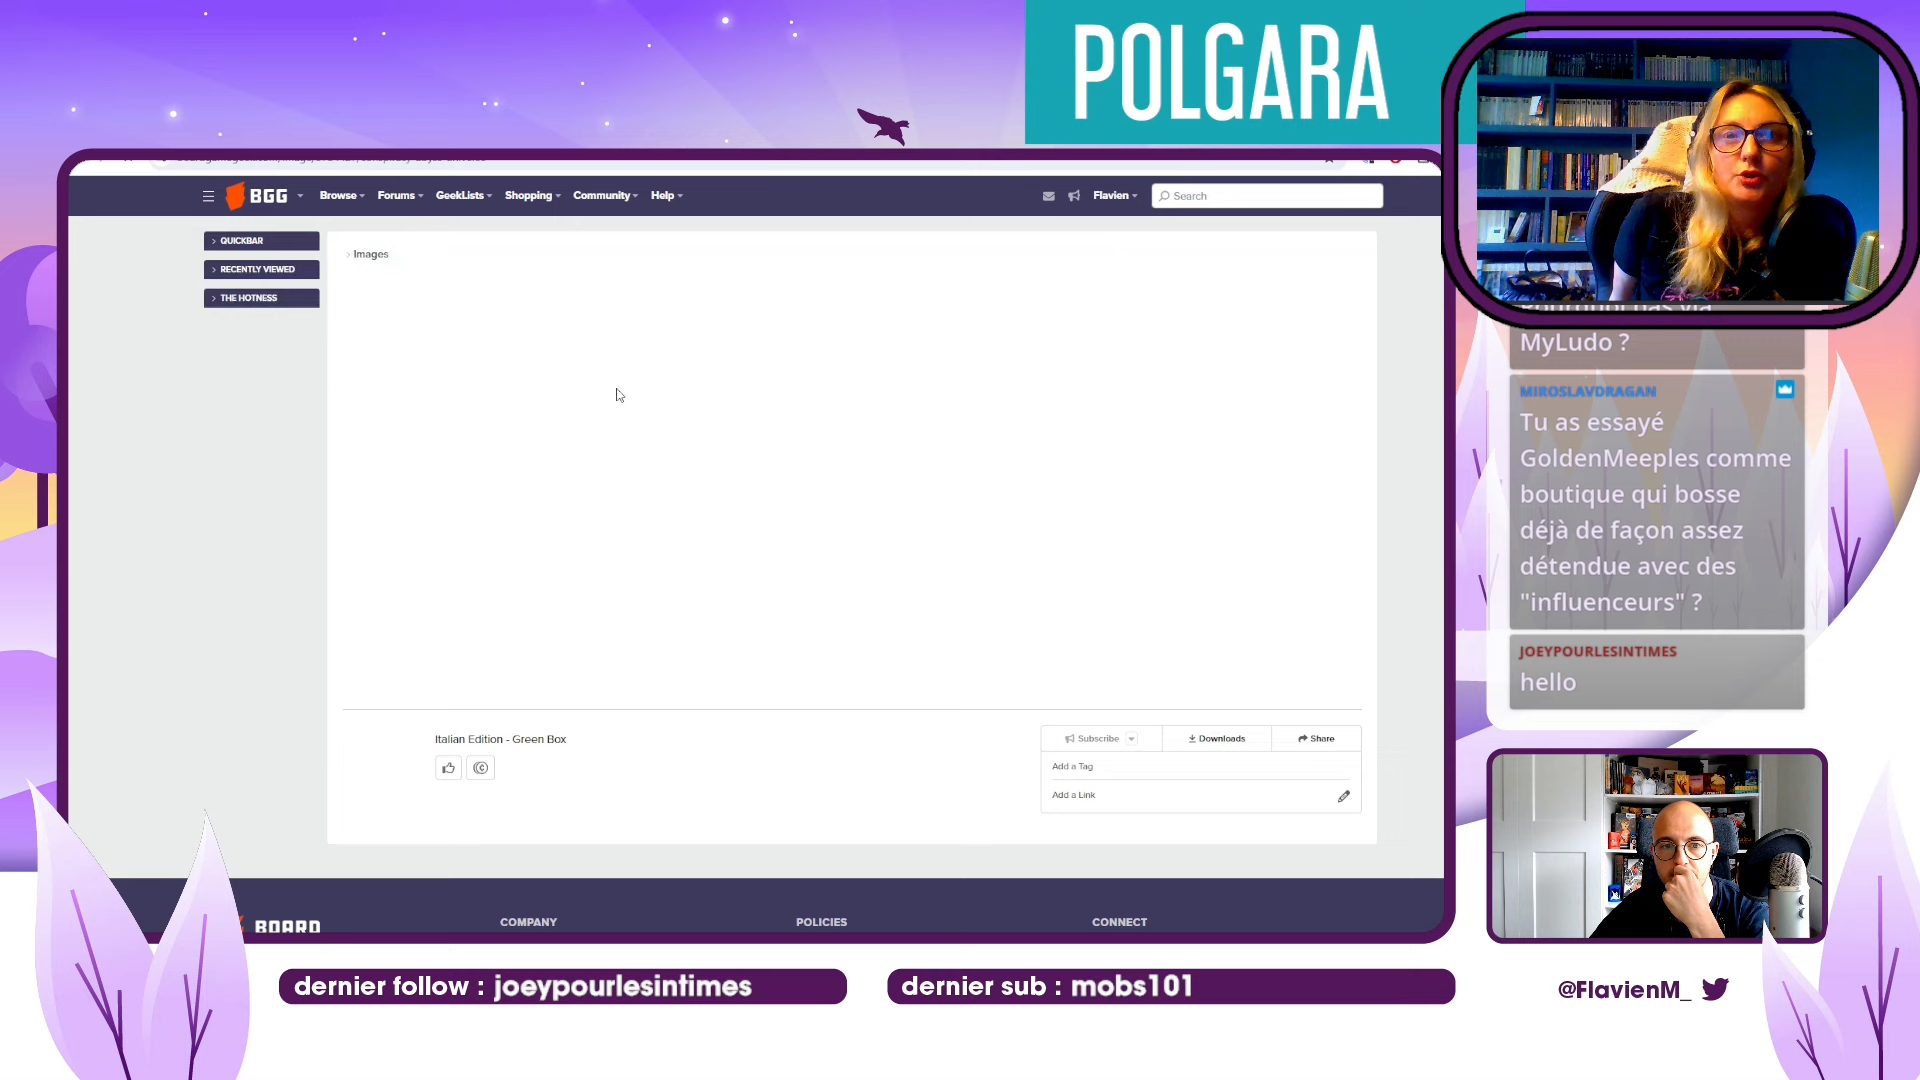 POLGARA
BGG
Browse
Forums
GeekLists
Shopping
Community
Help
Flavien
Search
QUICKBAR
RECENTLY VIEWED
THE HOTNESS
Images
MyLudo ?
MIROSLAVDRAGAN
Tu as essayé
GoldenMeeples comme
boutique qui bosse
déjà de façon assez
détendue avec des
"influenceurs" ?
JOEYPOURLESINTIMES
hello
Italian Edition - Green Box
Subscribe
Downloads
Share
Add a Tag
Add a Link
BOARD
COMPANY
POLICIES
CONNECT
dernier follow : joeypourlesintimes
dernier sub : mobs101
@FlavienM_